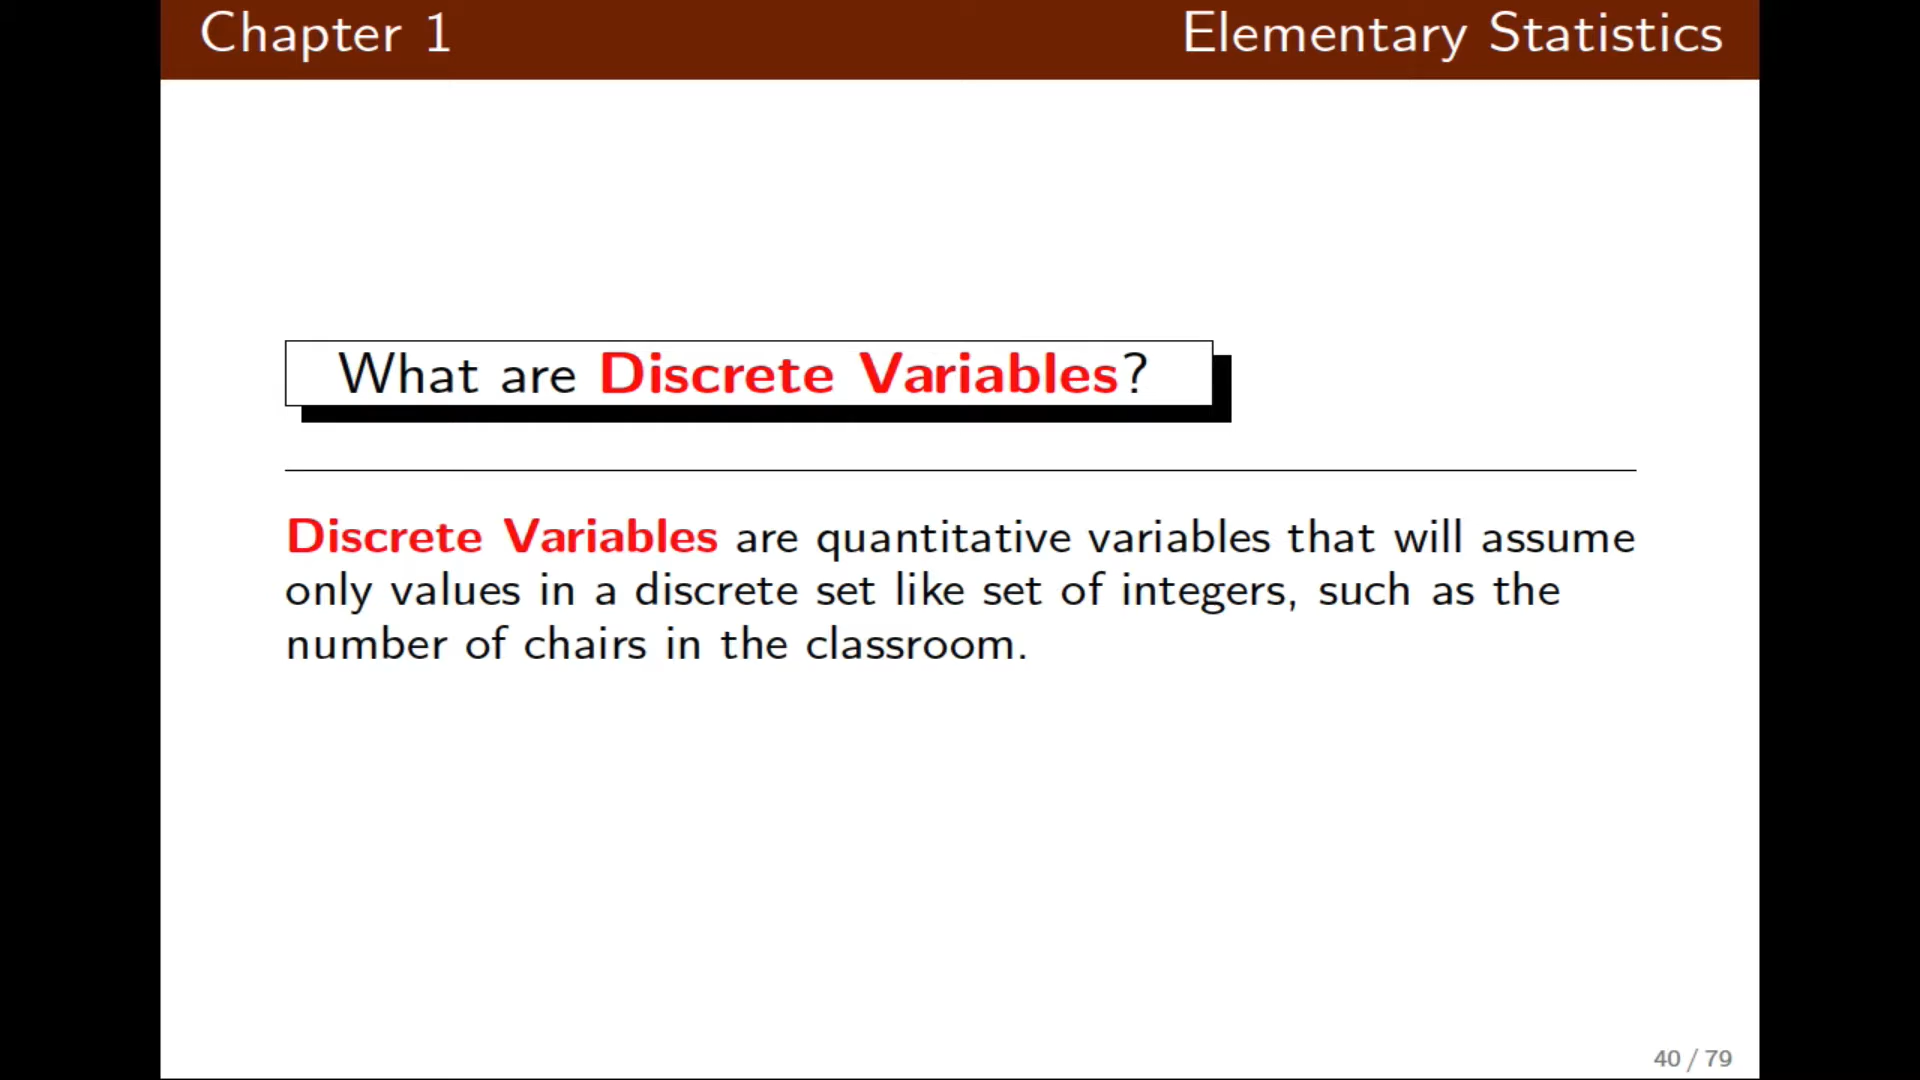 Chapter 1 Elementary Statistics
What are Discrete Variables?
Discrete Variables are quantitative variables that will assume
only values in a discrete set like set of integers, such as the
number of chairs in the classroom.
40 / 79